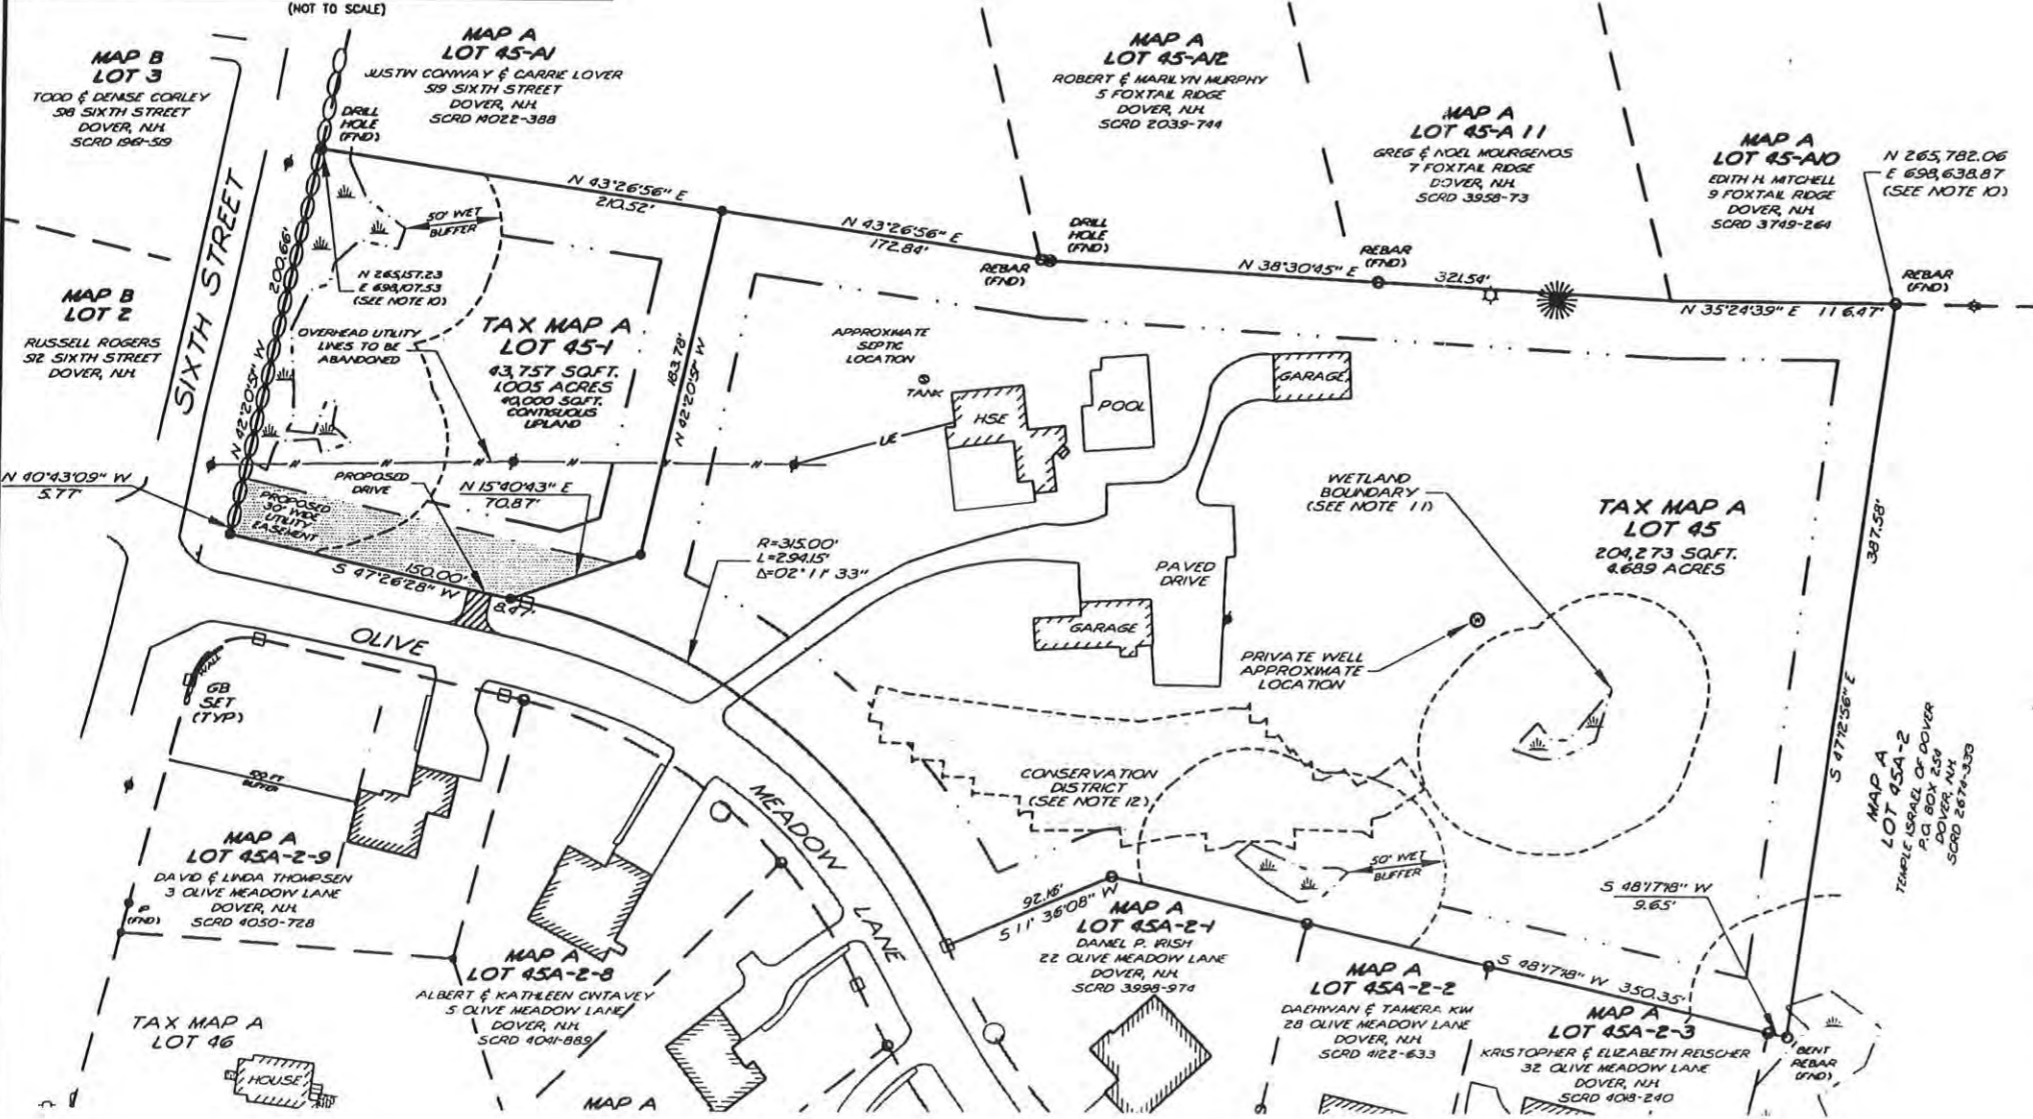 (NOT TO SCALE)
MAP B
LOT 3
TODD & DENISE CORLEY
518 SIXTH STREET
DOVER, N.H.
SCRD 1961-519
MAP A
LOT 45-A1
JUSTIN CONWAY & CARRIE LOVER
519 SIXTH STREET
DOVER, N.H.
SCRD 4022-388
MAP A
LOT 45-A12
ROBERT & MARILYN MURPHY
5 FOXTAIL RIDGE
DOVER, N.H.
SCRD 2039-744
MAP A
LOT 45-A 11
GREG & NOEL MOURGENOS
7 FOXTAIL RIDGE
DOVER, N.H.
SCRD 3958-73
MAP A
LOT 45-A10
EDITH H. MITCHELL
9 FOXTAIL RIDGE
DOVER, N.H.
SCRD 3749-264
N 265,782.06
E 698,638.87
(SEE NOTE 10)
DRILL
HOLE
(FND)
N 43°26'56" E
210.52'
N 43°26'56" E
172.84'
DRILL
HOLE
(FND)
REBAR
(FND)
N 38°30'45" E
321.54'
REBAR
(FND)
N 35°24'39" E 116.47'
REBAR
(FND)
50' WET
BUFFER
N 265,157.23
E 698,107.53
(SEE NOTE 10)
SIXTH STREET
200.66'
N 42°20'51" W
MAP B
LOT 2
RUSSELL ROGERS
512 SIXTH STREET
DOVER, N.H.
OVERHEAD UTILITY
LINES TO BE
ABANDONED
TAX MAP A
LOT 45-1
43,757 SQ.FT.
1.005 ACRES
40,000 SQ.FT.
CONTIGUOUS
UPLAND
183.78'
N 42°20'51" W
APPROXIMATE
SEPTIC
LOCATION
TANK
HSE
POOL
GARAGE
UE
N 40°43'09" W
5.77'
PROPOSED
30' WIDE
UTILITY
EASEMENT
PROPOSED
DRIVE
N 15°40'43" E
70.87'
150.00'
S 47°26'28" W
8.47'
R=315.00'
L=294.15'
Δ=02°11'33"
PAVED
DRIVE
GARAGE
WETLAND
BOUNDARY
(SEE NOTE 11)
TAX MAP A
LOT 45
204,273 SQ.FT.
4.689 ACRES
387.58'
S 47°12'56" E
PRIVATE WELL
APPROXIMATE
LOCATION
OLIVE
MEADOW
LANE
WALL
GB
SET
(TYP)
BUFFER
CONSERVATION
DISTRICT
(SEE NOTE 12)
50' WET
BUFFER
MAP A
LOT 45A-2
TEMPLE ISRAEL OF DOVER
P.O. BOX 254
DOVER, N.H.
SCRD 2674-333
MAP A
LOT 45A-2-9
DAVID & LINDA THOMPSEN
3 OLIVE MEADOW LANE
DOVER, N.H.
SCRD 4050-728
IP
(FND)
MAP A
LOT 45A-2-8
ALBERT & KATHLEEN CINTAVEY
5 OLIVE MEADOW LANE
DOVER, N.H.
SCRD 4041-889
92.16'
S 11°36'08" W
MAP A
LOT 45A-2-1
DANIEL P. IRISH
22 OLIVE MEADOW LANE
DOVER, N.H.
SCRD 3998-974
S 48°17'18" W
9.65'
S 48°17'18" W 350.35'
MAP A
LOT 45A-2-2
DAEHWAN & TAMERA KIM
28 OLIVE MEADOW LANE
DOVER, N.H.
SCRD 4122-633
MAP A
LOT 45A-2-3
KRISTOPHER & ELIZABETH REISCHER
32 OLIVE MEADOW LANE
DOVER, N.H.
SCRD 4018-240
BENT
REBAR
(FND)
TAX MAP A
LOT 46
HOUSE
MAP A